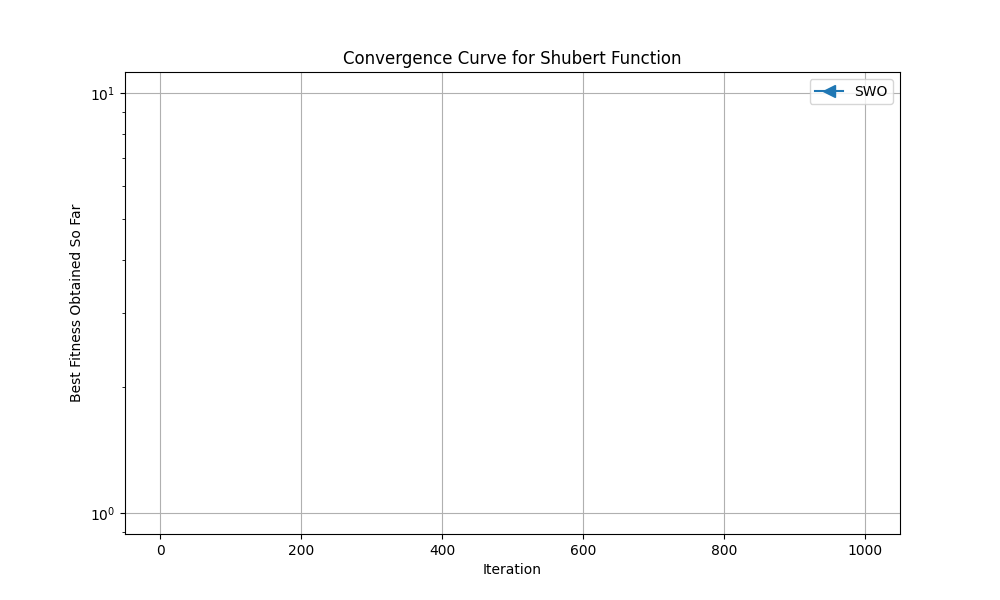 Convergence Curve for Shubert Function
SWO
Best Fitness Obtained So Far
10¹
10⁰
0 200 400 600 800 1000
Iteration